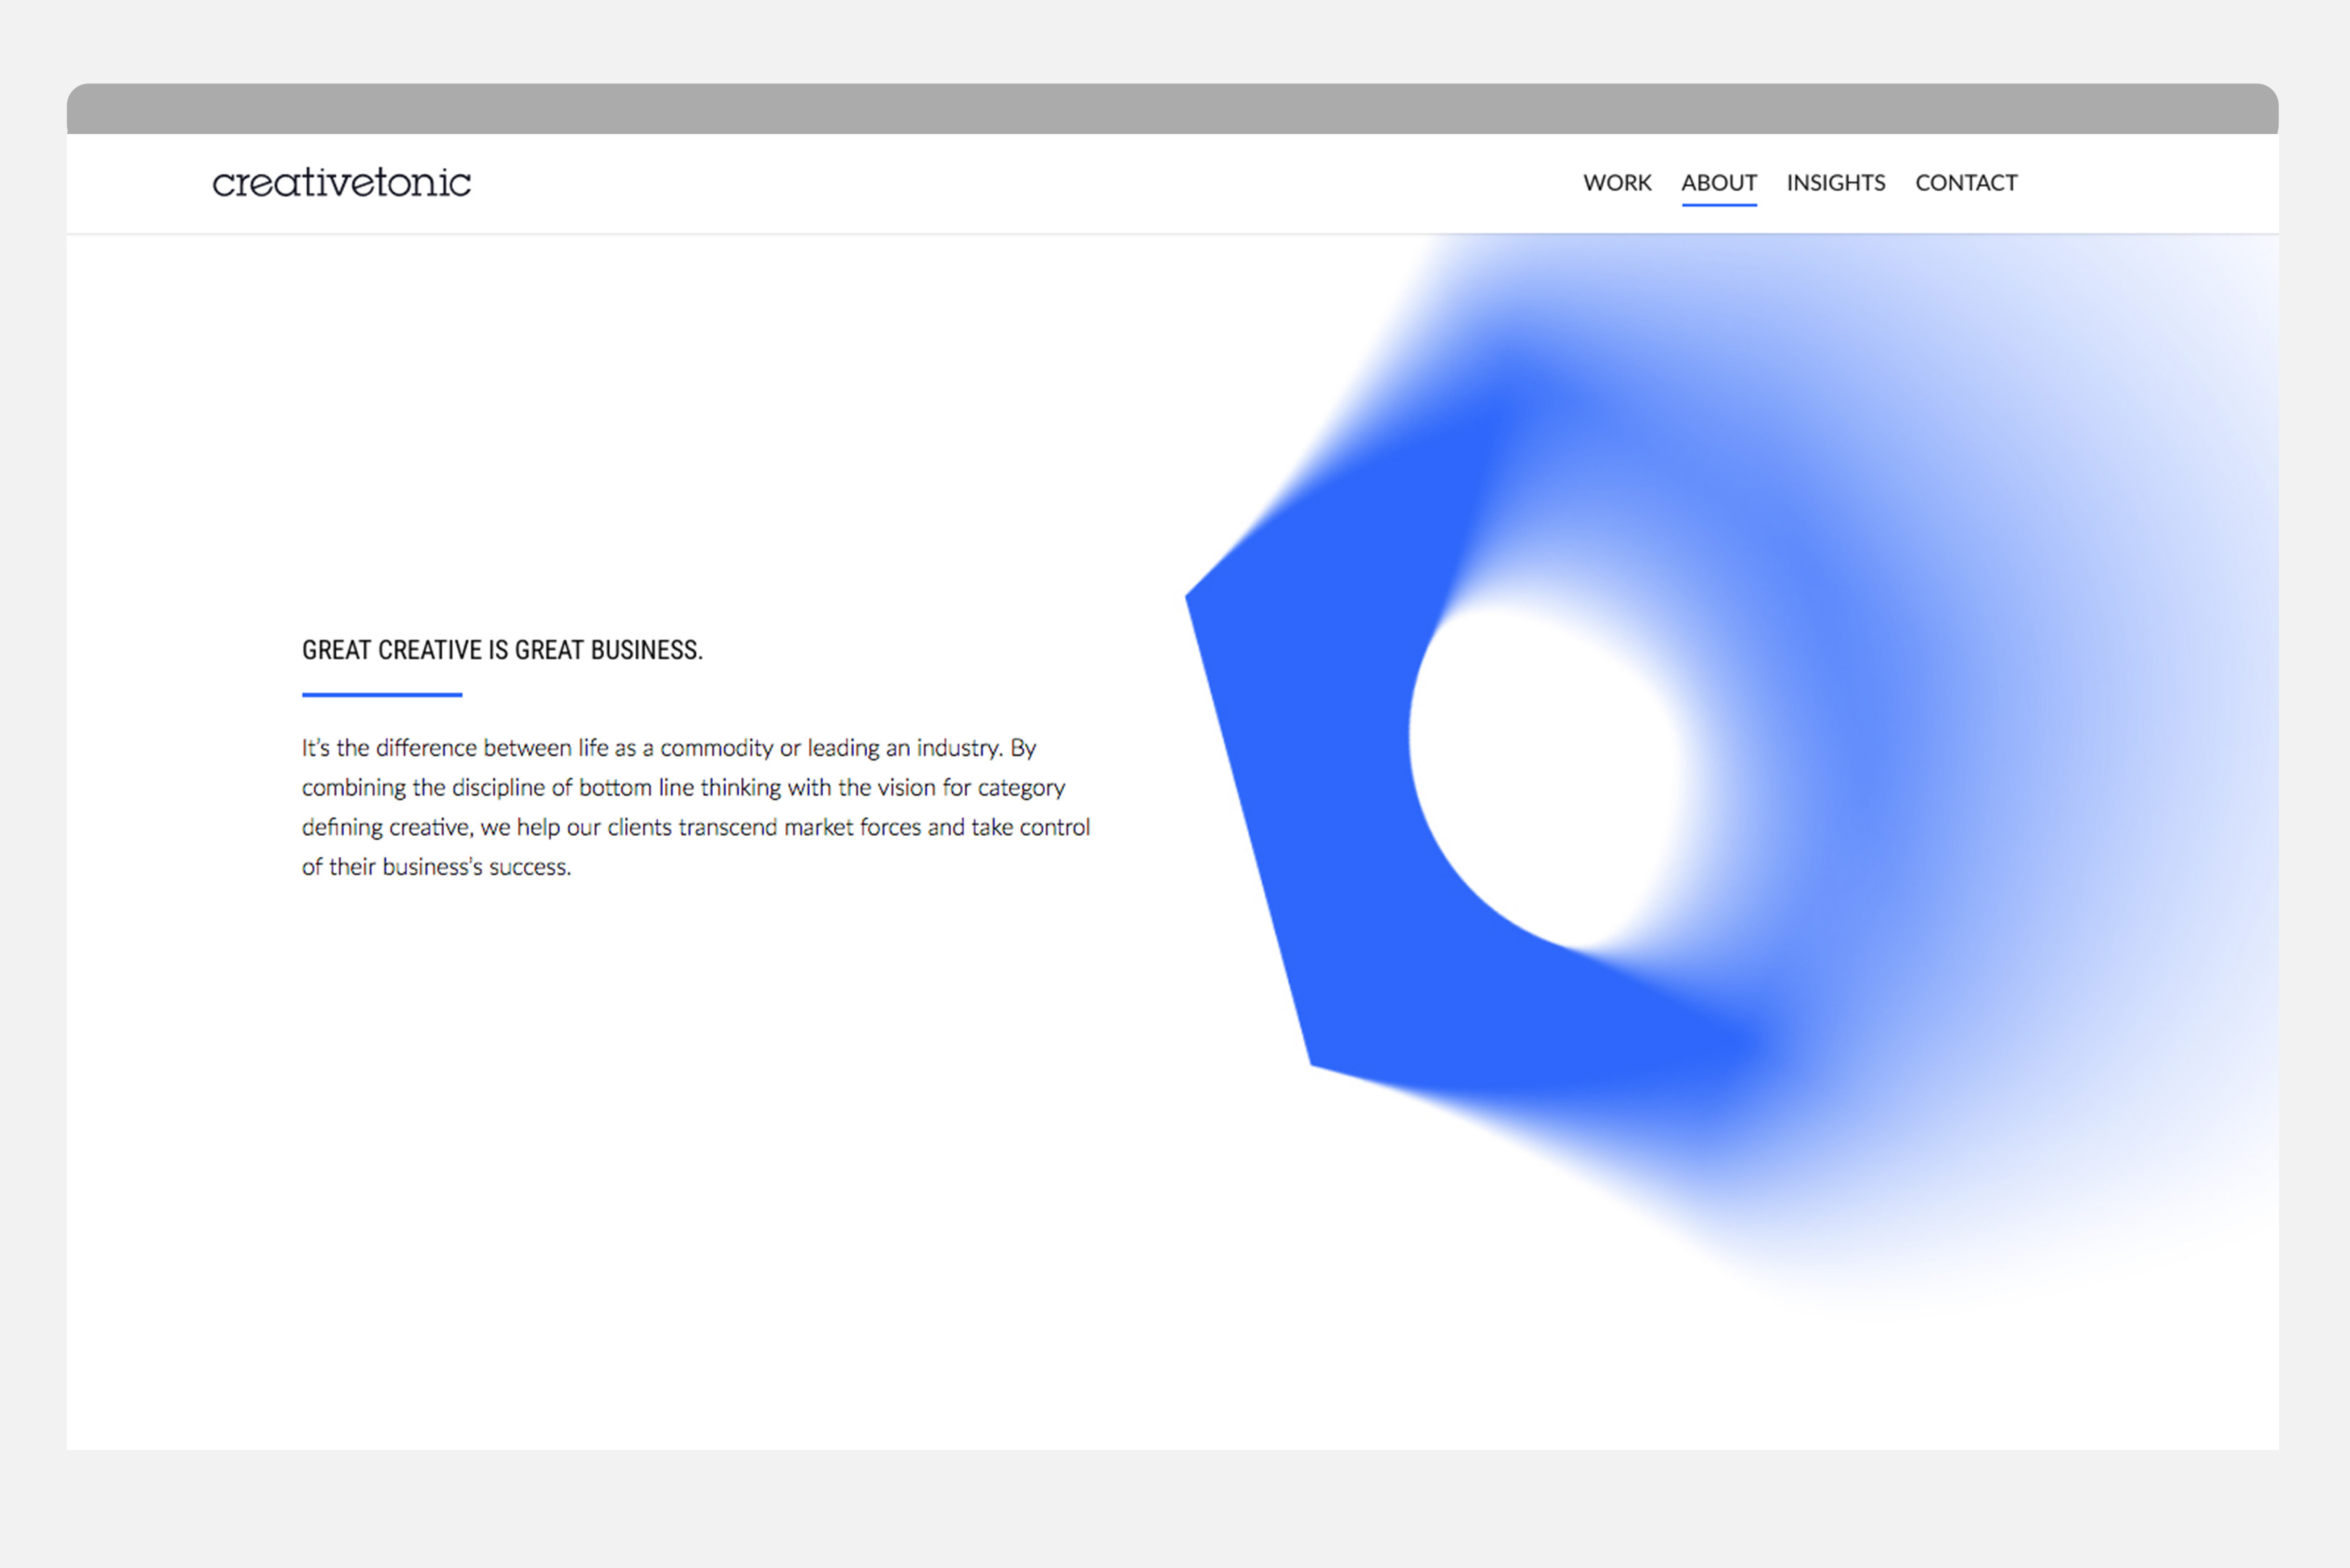 creativetonic
WORK ABOUT INSIGHTS CONTACT
GREAT CREATIVE IS GREAT BUSINESS.
It’s the difference between life as a commodity or leading an industry. By
combining the discipline of bottom line thinking with the vision for category
defining creative, we help our clients transcend market forces and take control
of their business’s success.